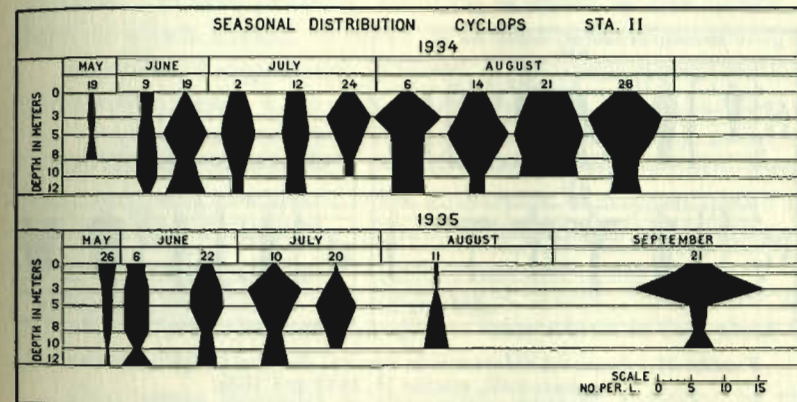 SEASONAL DISTRIBUTION CYCLOPS STA. II
1934
MAY JUNE JULY AUGUST
19 9 19 2 12 24 6 14 21 28
DEPTH IN METERS
0
3
5
8
10
12
1935
MAY JUNE JULY AUGUST SEPTEMBER
26 6 22 10 20 11 21
DEPTH IN METERS
0
3
5
8
10
12
SCALE
NO. PER. L. 0 5 10 15